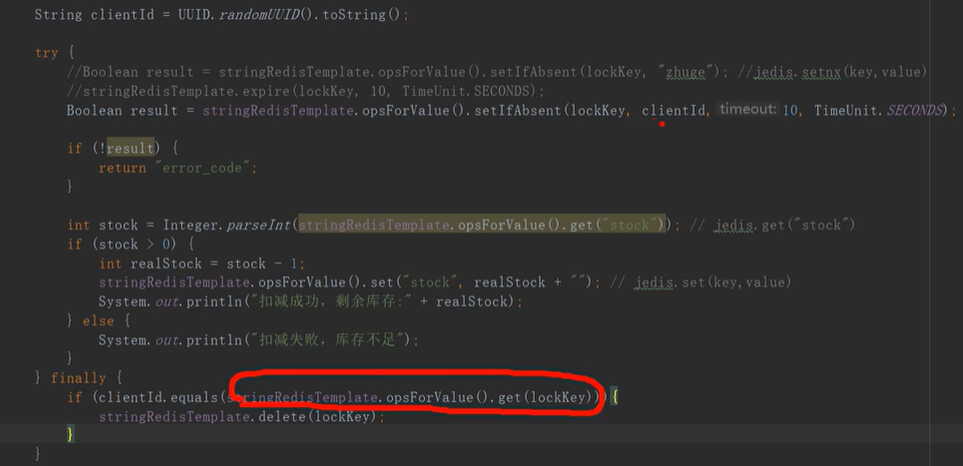 String clientId = UUID.randomUUID().toString();
try {
//Boolean result = stringRedisTemplate.opsForValue().setIfAbsent(lockKey, "zhuge"); //jedis.setnx(key,value)
//stringRedisTemplate.expire(lockKey, 10, TimeUnit.SECONDS);
Boolean result = stringRedisTemplate.opsForValue().setIfAbsent(lockKey, clientId, timeout: 10, TimeUnit.SECONDS);
if (!result) {
return "error_code";
}
int stock = Integer.parseInt(stringRedisTemplate.opsForValue().get("stock")); // jedis.get("stock")
if (stock > 0) {
int realStock = stock - 1;
stringRedisTemplate.opsForValue().set("stock", realStock + ""); // jedis.set(key,value)
System.out.println("扣减成功，剩余库存:" + realStock);
} else {
System.out.println("扣减失败，库存不足");
}
} finally {
if (clientId.equals(stringRedisTemplate.opsForValue().get(lockKey))){
stringRedisTemplate.delete(lockKey);
}
}